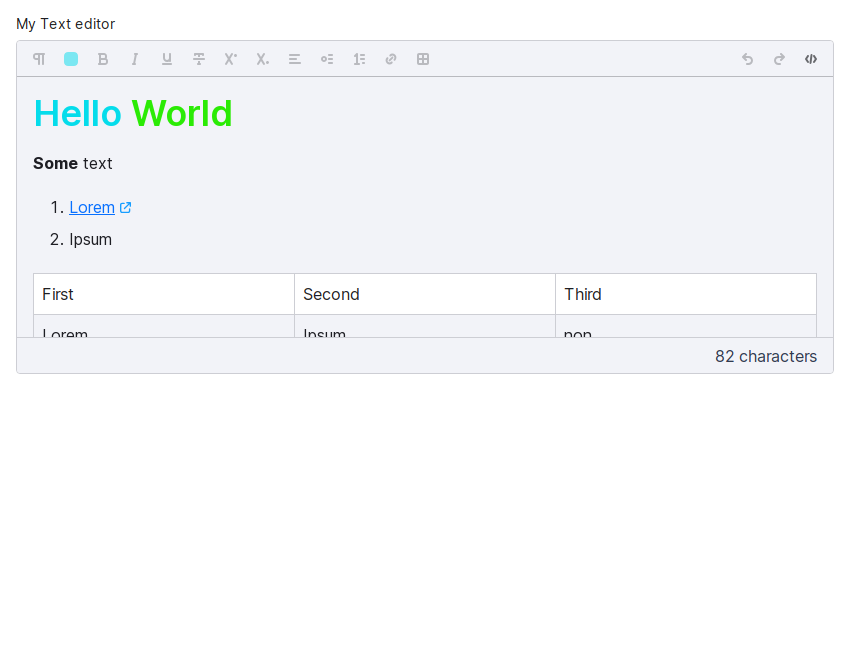 My Text editor
Hello World
Some text
1. Lorem
2. Ipsum
First Second Third
Lorem Ipsum non
82 characters